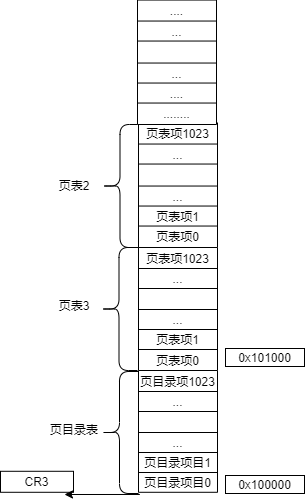 ....
...
...
....
........
页表项1023
...
页表2
...
页表项1
页表项0
页表项1023
...
页表3
...
页表项1
页表项0 0x101000
页目录项1023
...
页目录表
...
页目录项目1
CR3 页目录项目0 0x100000